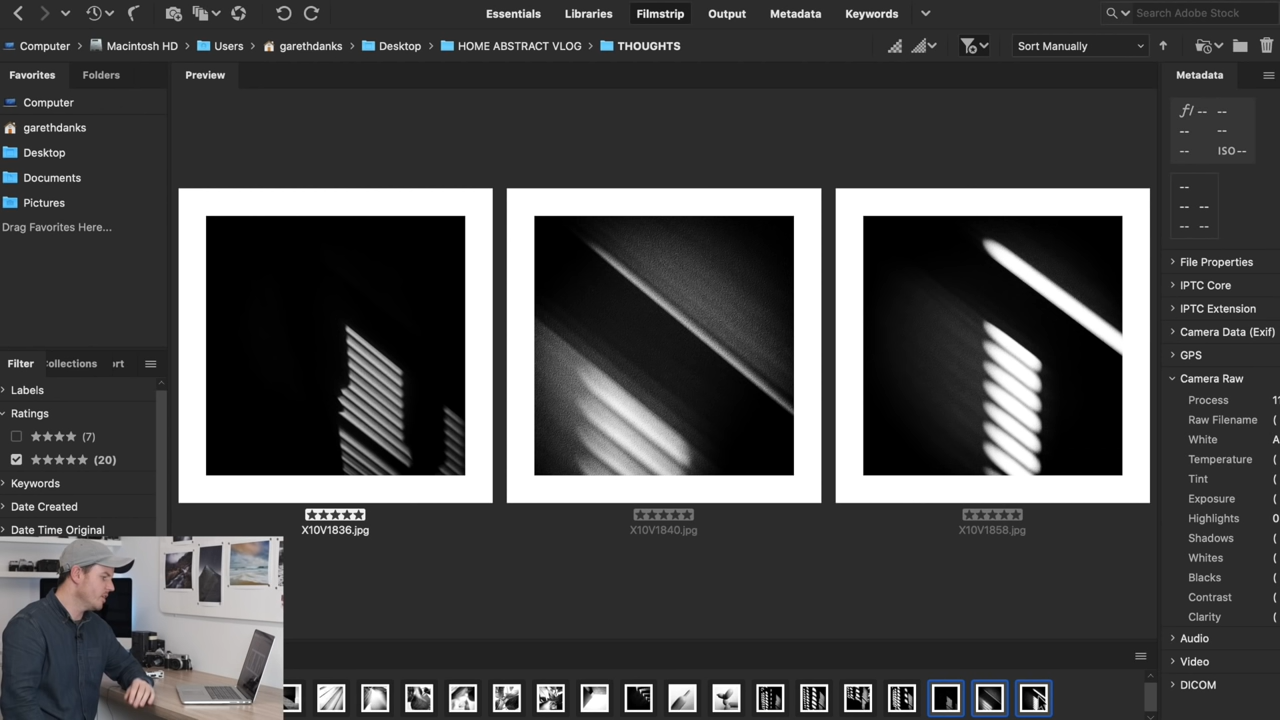 Essentials Libraries Filmstrip Output Metadata Keywords Search Adobe Stock
Computer Macintosh HD Users garethdanks Desktop HOME ABSTRACT VLOG THOUGHTS Sort Manually
Favorites Folders
Computer
garethdanks
Desktop
Documents
Pictures
Drag Favorites Here...
Filter ollections rt
Labels
Ratings
(7)
(20)
Keywords
Date Created
Date Time Original
Preview
X10V1836.jpg X10V1840.jpg X10V1858.jpg
Metadata
f/ -- --
-- --
-- ISO --
--
-- --
-- --
File Properties
IPTC Core
IPTC Extension
Camera Data (Exif)
GPS
Camera Raw
Process 11
Raw Filename (
White A
Temperature (
Tint (
Exposure (
Highlights 0
Shadows (
Whites (
Blacks (
Contrast (
Clarity (
Audio
Video
DICOM